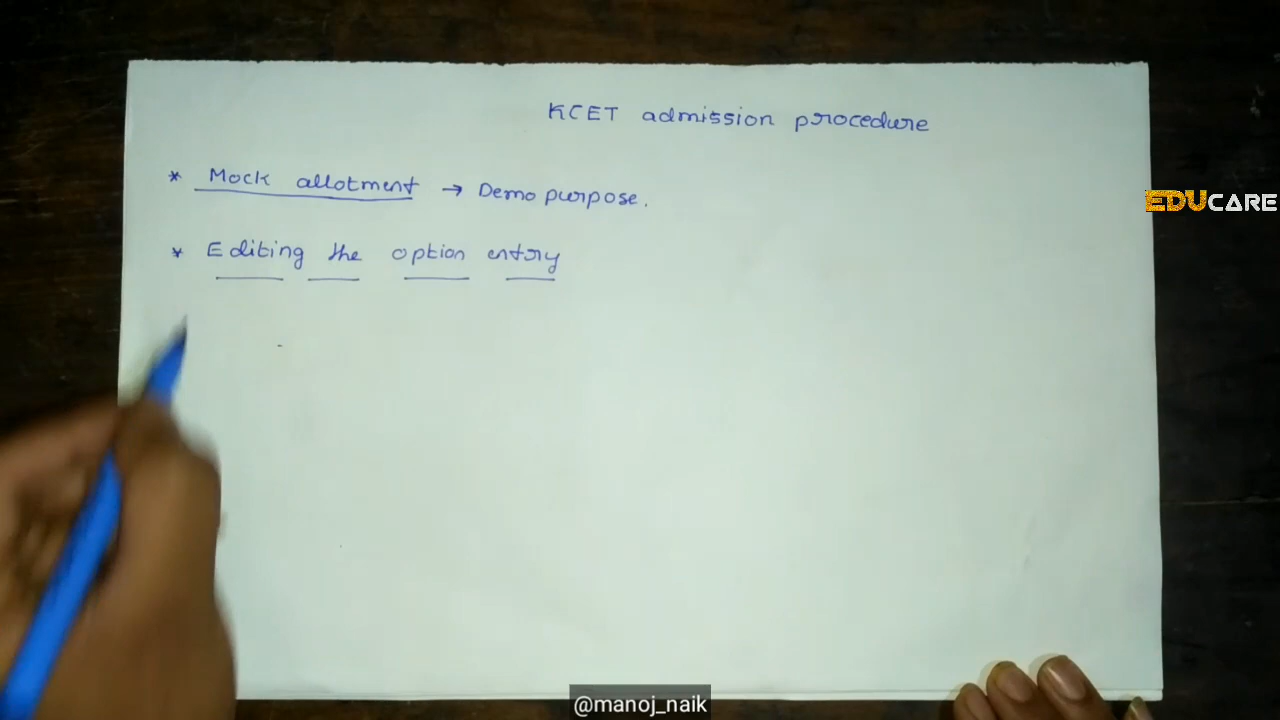 KCET admission procedure
* Mock allotment → Demo purpose.
* Editing the option entry
EDUCARE
@manoj_naik